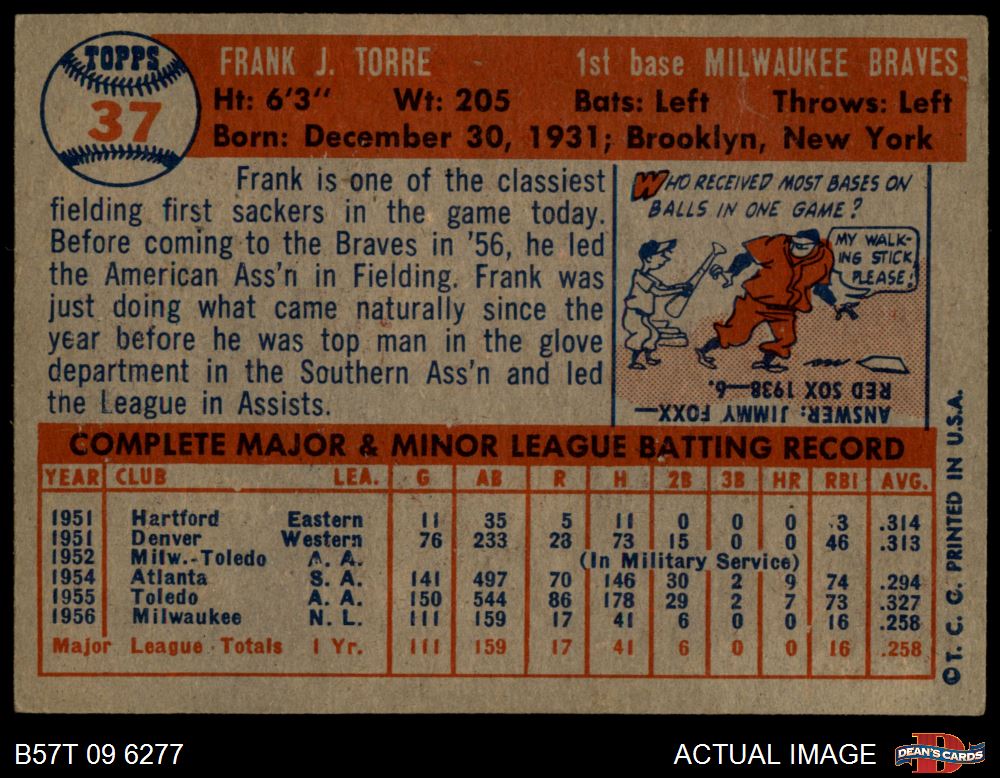 TOPPS
37
FRANK J. TORRE 1st base MILWAUKEE BRAVES
Ht: 6'3" Wt: 205 Bats: Left Throws: Left
Born: December 30, 1931; Brooklyn, New York
Frank is one of the classiest
fielding first sackers in the game today.
Before coming to the Braves in '56, he led
the American Ass'n in Fielding. Frank was
just doing what came naturally since the
year before he was top man in the glove
department in the Southern Ass'n and led
the League in Assists.
WHO RECEIVED MOST BASES ON
BALLS IN ONE GAME?
MY WALK-
ING STICK
PLEASE!
ANSWER: JIMMY FOXX—
RED SOX 1938—6.
COMPLETE MAJOR & MINOR LEAGUE BATTING RECORD
YEAR CLUB LEA. G AB R H 2B 3B HR RBI AVG.
1951 Hartford Eastern 11 35 5 11 0 0 0 3 .314
1951 Denver Western 76 233 23 73 15 0 0 46 .313
1952 Milw.-Toledo A. A. (In Military Service)
1954 Atlanta S. A. 141 497 70 146 30 2 9 74 .294
1955 Toledo A. A. 150 544 86 178 29 2 7 73 .327
1956 Milwaukee N. L. 111 159 17 41 6 0 0 16 .258
Major League Totals 1 Yr. 111 159 17 41 6 0 0 16 .258
©T. C. G. PRINTED IN U.S.A.
B57T 09 6277
ACTUAL IMAGE
DEAN'S CARDS